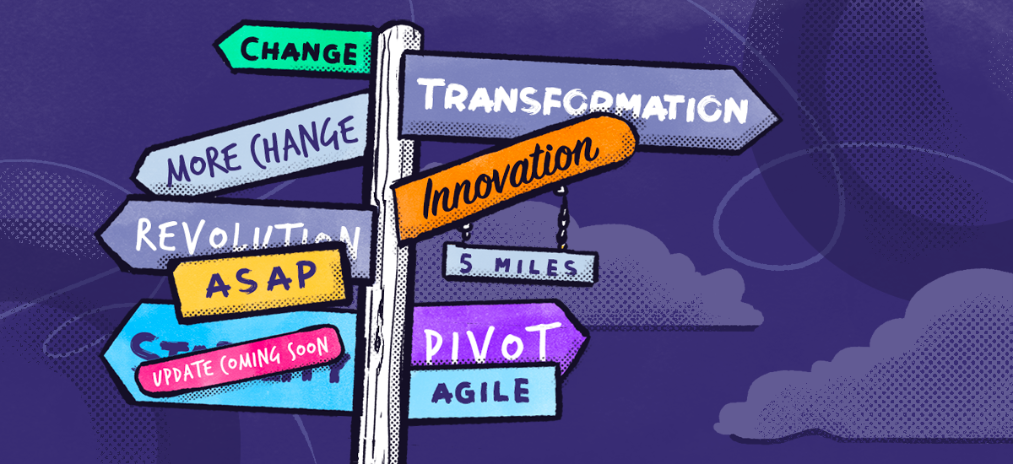 CHANGE
TRANSFORMATION
MORE CHANGE
Innovation
REVOLUTION
5 MILES
ASAP
UPDATE COMING SOON
PIVOT
AGILE